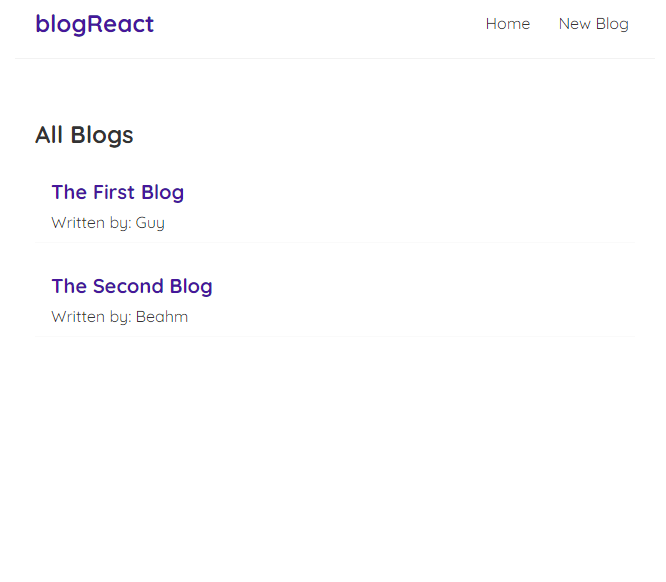 blogReact
Home
New Blog
All Blogs
The First Blog
Written by: Guy
The Second Blog
Written by: Beahm